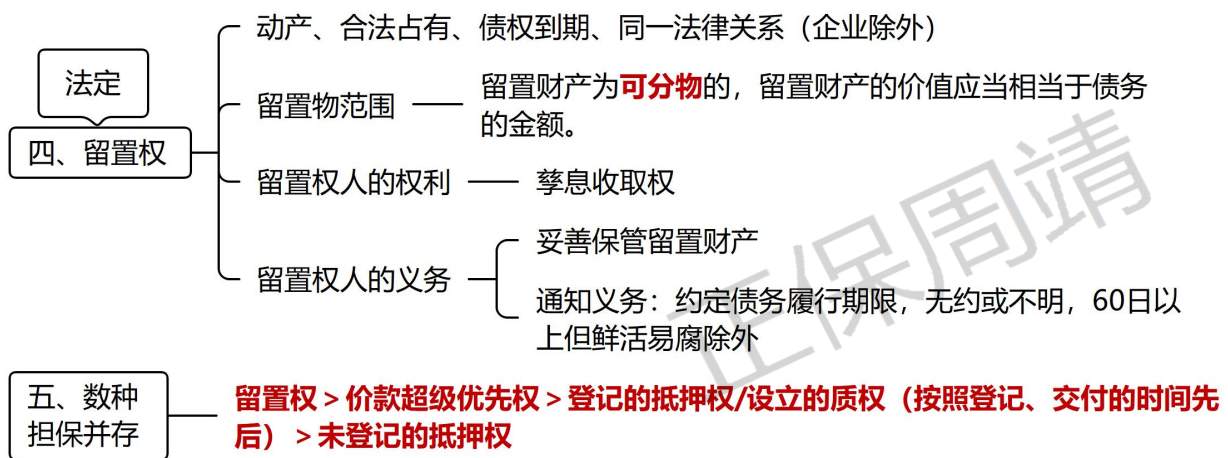 动产、合法占有、债权到期、同一法律关系（企业除外）
法定
四、留置权
留置物范围
留置财产为可分物的，留置财产的价值应当相当于债务
的金额。
留置权人的权利
孳息收取权
留置权人的义务
妥善保管留置财产
通知义务：约定债务履行期限，无约或不明，60日以
上但鲜活易腐除外
正保周靖
五、数种
担保并存
留置权＞价款超级优先权＞登记的抵押权/设立的质权（按照登记、交付的时间先
后）＞未登记的抵押权